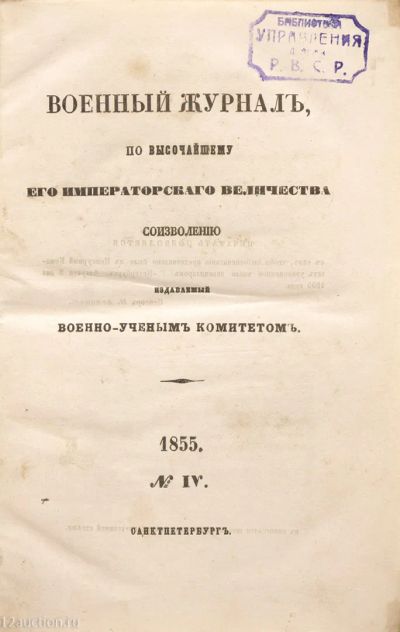 БИБЛИОТЕКА
УПРАВЛЕНИЯ
Р. В. С. Р.
ВОЕННЫЙ ЖУРНАЛЪ,
ПО ВЫСОЧАЙШЕМУ
ЕГО ИМПЕРАТОРСКАГО ВЕЛИЧЕСТВА
СОИЗВОЛЕНІЮ
ИЗДАВАЕМЫЙ
ВОЕННО-УЧЕНЫМЪ КОМИТЕТОМЪ.
1855.
№ IV.
САНКТПЕТЕРБУРГЪ.
12auction.ru